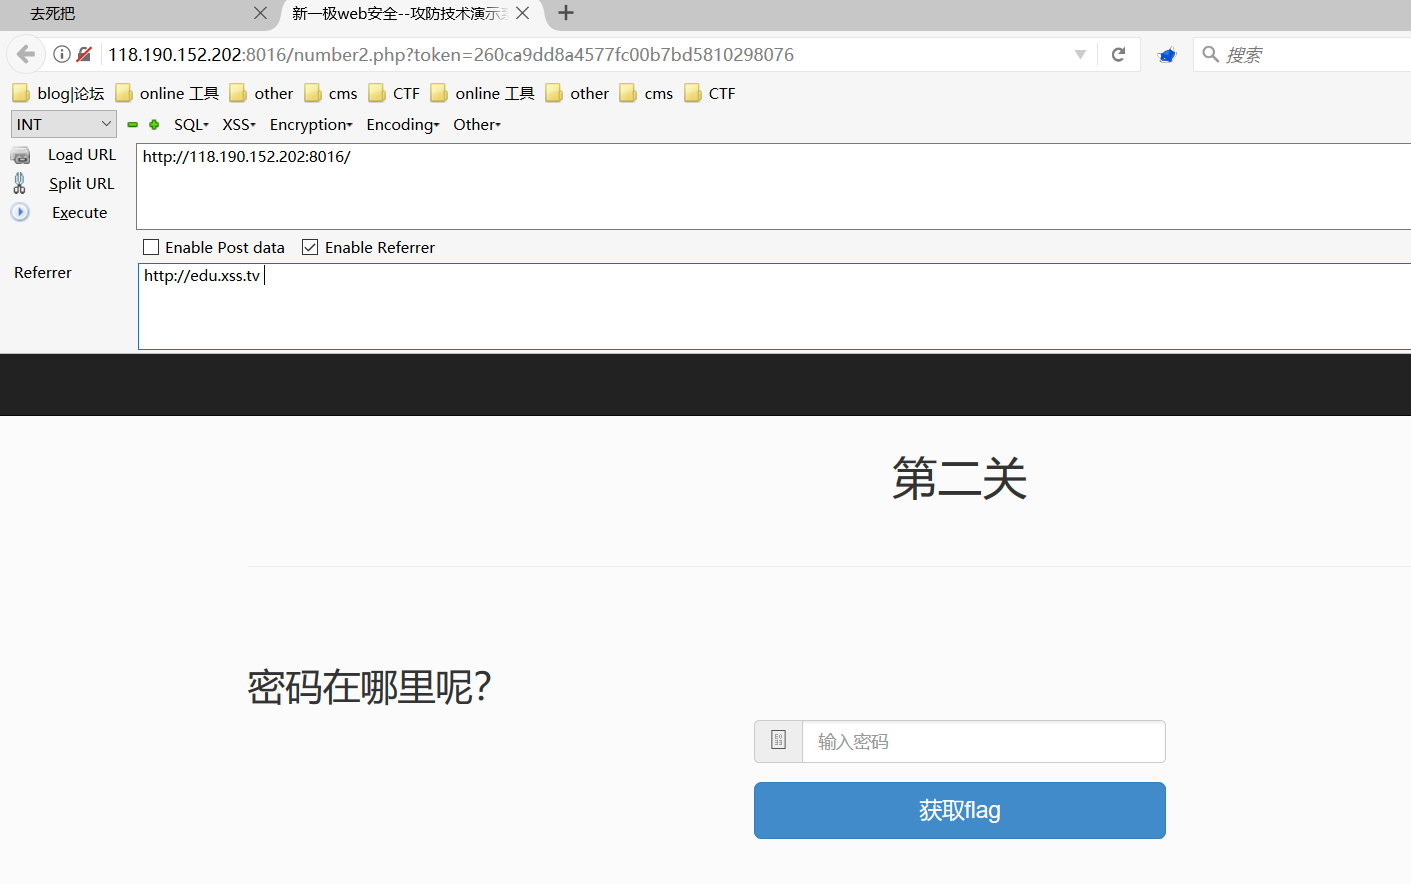 去死把
新一极web安全--攻防技术演示
118.190.152.202:8016/number2.php?token=260ca9dd8a4577fc00b7bd5810298076
搜索
blog|论坛 online 工具 other cms CTF online 工具 other cms CTF
INT SQL XSS Encryption Encoding Other
Load URL
http://118.190.152.202:8016/
Split URL
Execute
Enable Post data Enable Referrer
Referrer
http://edu.xss.tv
第二关
密码在哪里呢?
输入密码
获取flag